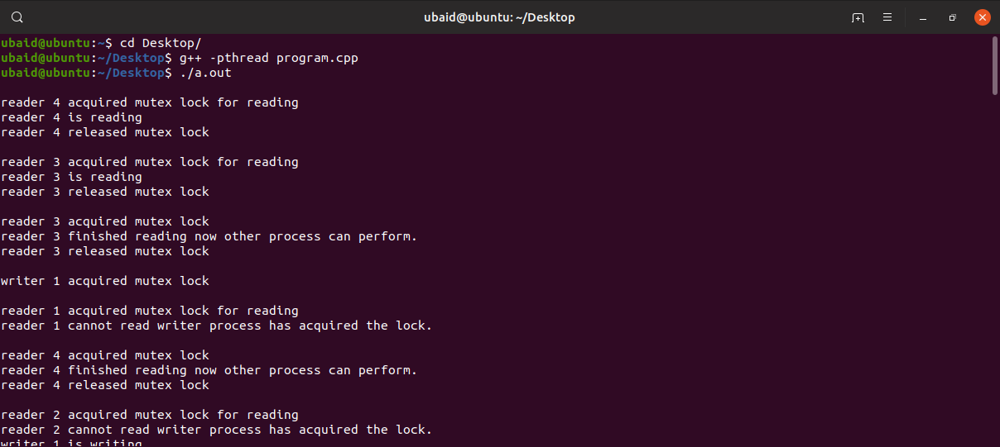 ubaid@ubuntu: ~/Desktop
ubaid@ubuntu:~$ cd Desktop/
ubaid@ubuntu:~/Desktop$ g++ -pthread program.cpp
ubaid@ubuntu:~/Desktop$ ./a.out
reader 4 acquired mutex lock for reading
reader 4 is reading
reader 4 released mutex lock
reader 3 acquired mutex lock for reading
reader 3 is reading
reader 3 released mutex lock
reader 3 acquired mutex lock
reader 3 finished reading now other process can perform.
reader 3 released mutex lock
writer 1 acquired mutex lock
reader 1 acquired mutex lock for reading
reader 1 cannot read writer process has acquired the lock.
reader 4 acquired mutex lock
reader 4 finished reading now other process can perform.
reader 4 released mutex lock
reader 2 acquired mutex lock for reading
reader 2 cannot read writer process has acquired the lock.
writer 1 is writing